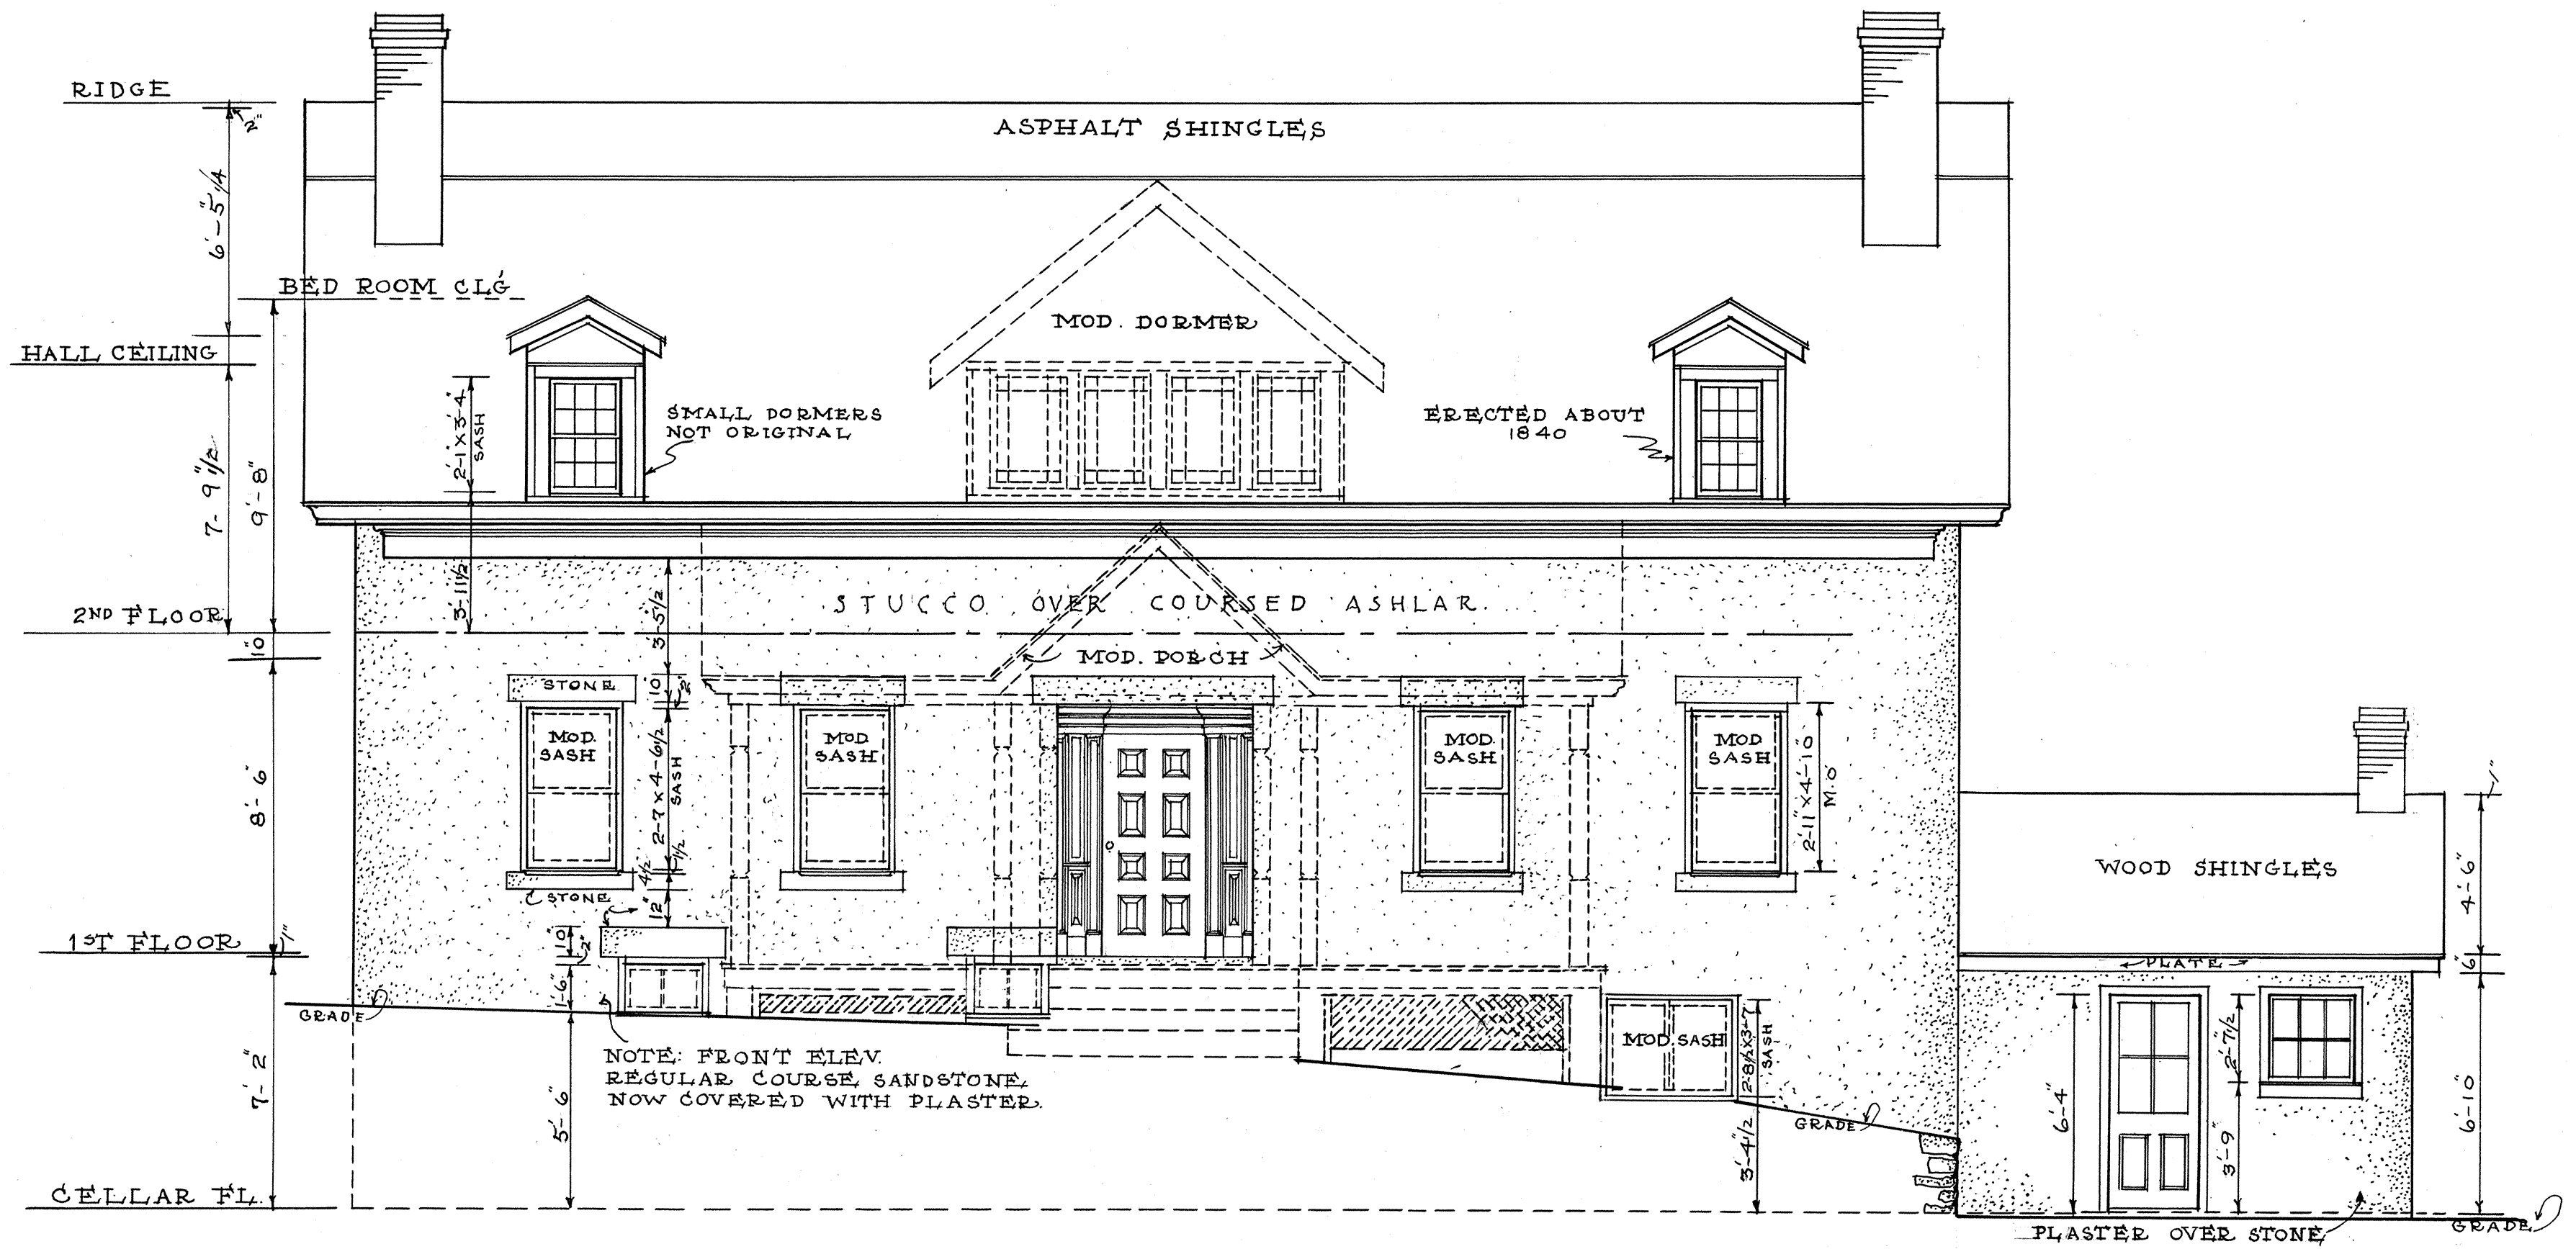 RIDGE
2"
ASPHALT SHINGLES
6'-5 1/4"
BED ROOM CLG
HALL CEILING
MOD. DORMER
2'-1" x 3'-4"
SASH
SMALL DORMERS
NOT ORIGINAL
ERECTED ABOUT
1840
7'-9 1/2"
9'-8"
3'-11 1/2
3'-5 1/2
STUCCO OVER COURSED ASHLAR.
2ND FLOOR
10"
MOD. PORCH
STONE
10"
2"
MOD.
SASH
MOD.
SASH
MOD.
SASH
MOD.
SASH
2-7 x 4-6 1/2
SASH
2'-11" x 4'-10"
M.O.
8'-6"
1 1/2
4 1/2
STONE
12"
WOOD SHINGLES
1"
4'-6"
1ST FLOOR
1"
10"
2"
PLATE
6"
1'-6"
GRADE
MOD. SASH
2-8 1/2 x 3-7
SASH
NOTE: FRONT ELEV.
REGULAR COURSE SANDSTONE
NOW COVERED WITH PLASTER.
7'-2"
5'-6"
3'-4 1/2"
GRADE
6'-4"
2'-7 1/2"
3'-9"
6'-10"
CELLAR FL.
PLASTER OVER STONE
GRADE